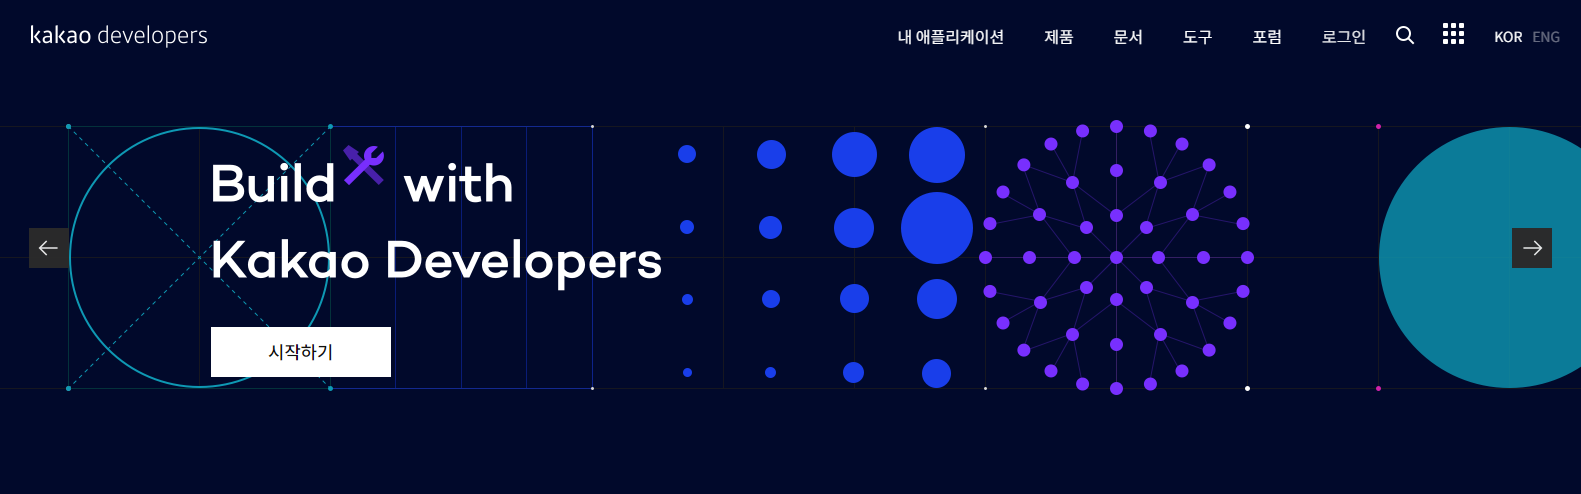 kakao developers
내 애플리케이션 제품 문서 도구 포럼 로그인 KOR ENG
Build with
Kakao Developers
시작하기